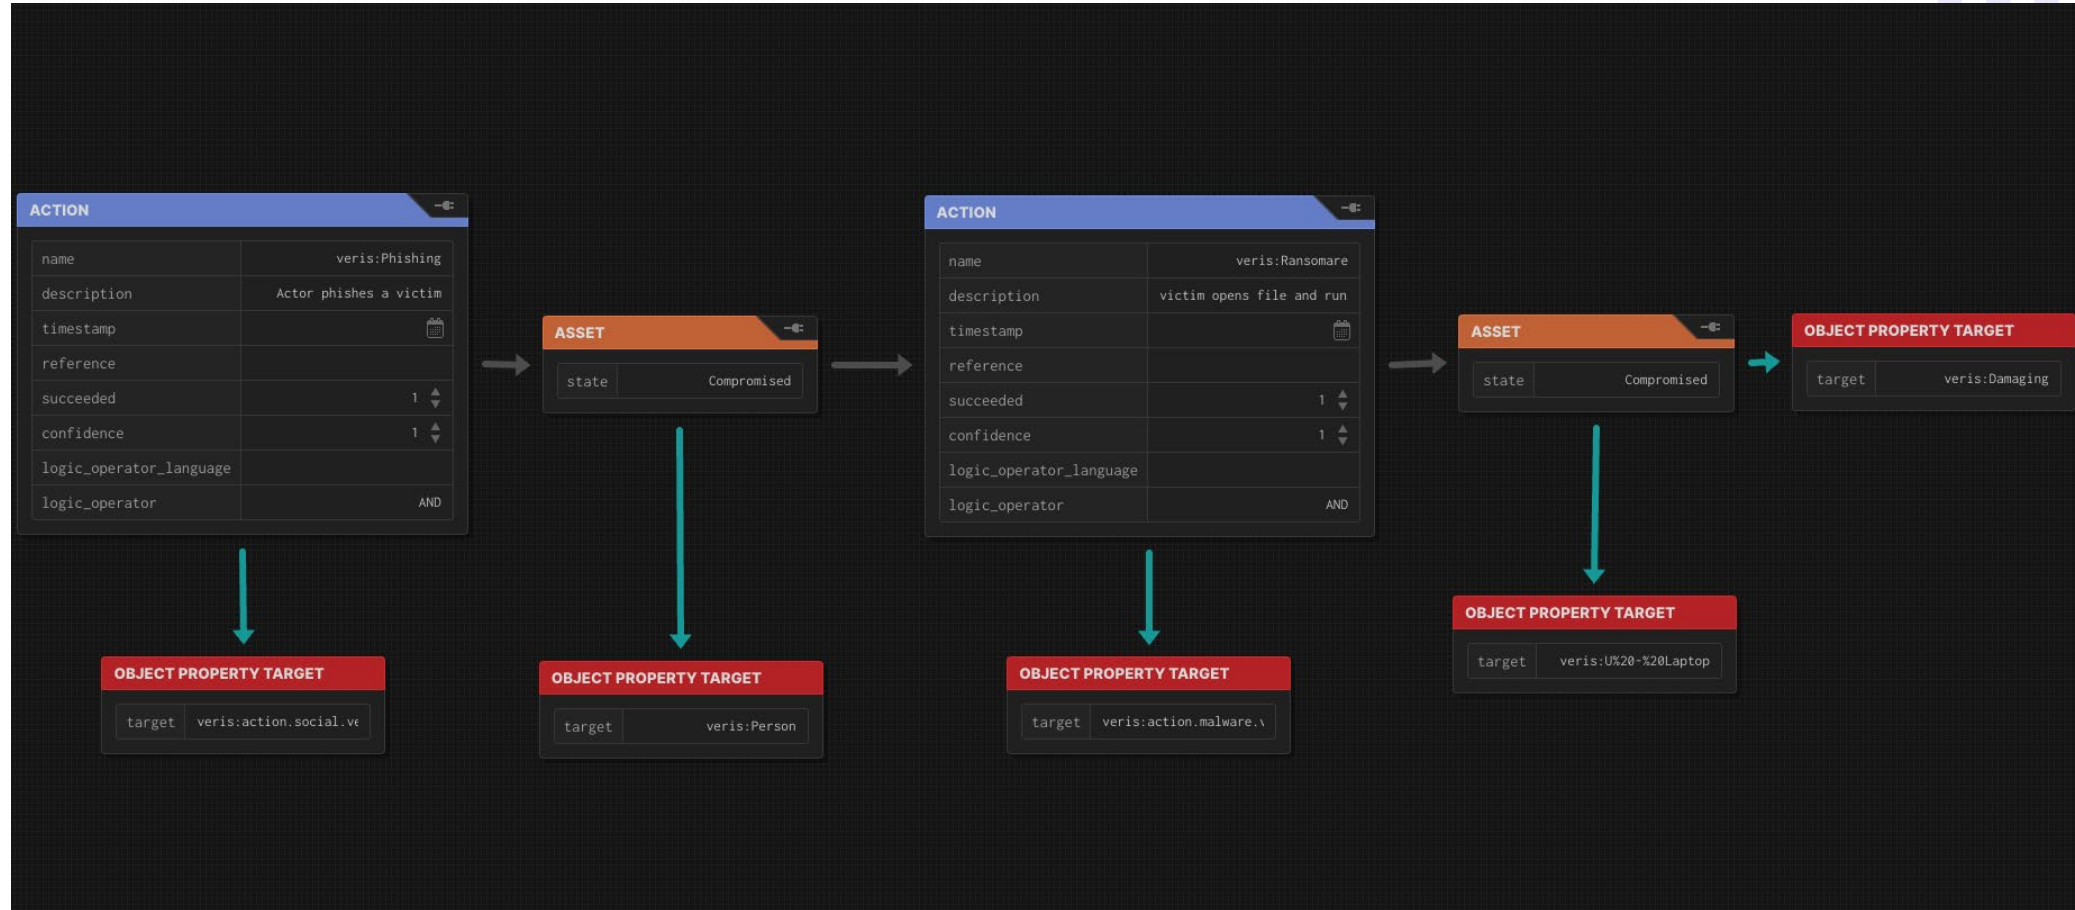 ACTION
name veris:Phishing
description Actor phishes a victim
timestamp
reference
succeeded 1
confidence 1
logic_operator_language
logic_operator AND
ASSET
state Compromised
ACTION
name veris:Ransomare
description victim opens file and run
timestamp
reference
succeeded 1
confidence 1
logic_operator_language
logic_operator AND
ASSET
state Compromised
OBJECT PROPERTY TARGET
target veris:Damaging
OBJECT PROPERTY TARGET
target veris:action.social.ve
OBJECT PROPERTY TARGET
target veris:Person
OBJECT PROPERTY TARGET
target veris:action.malware.v
OBJECT PROPERTY TARGET
target veris:U%20-%20Laptop